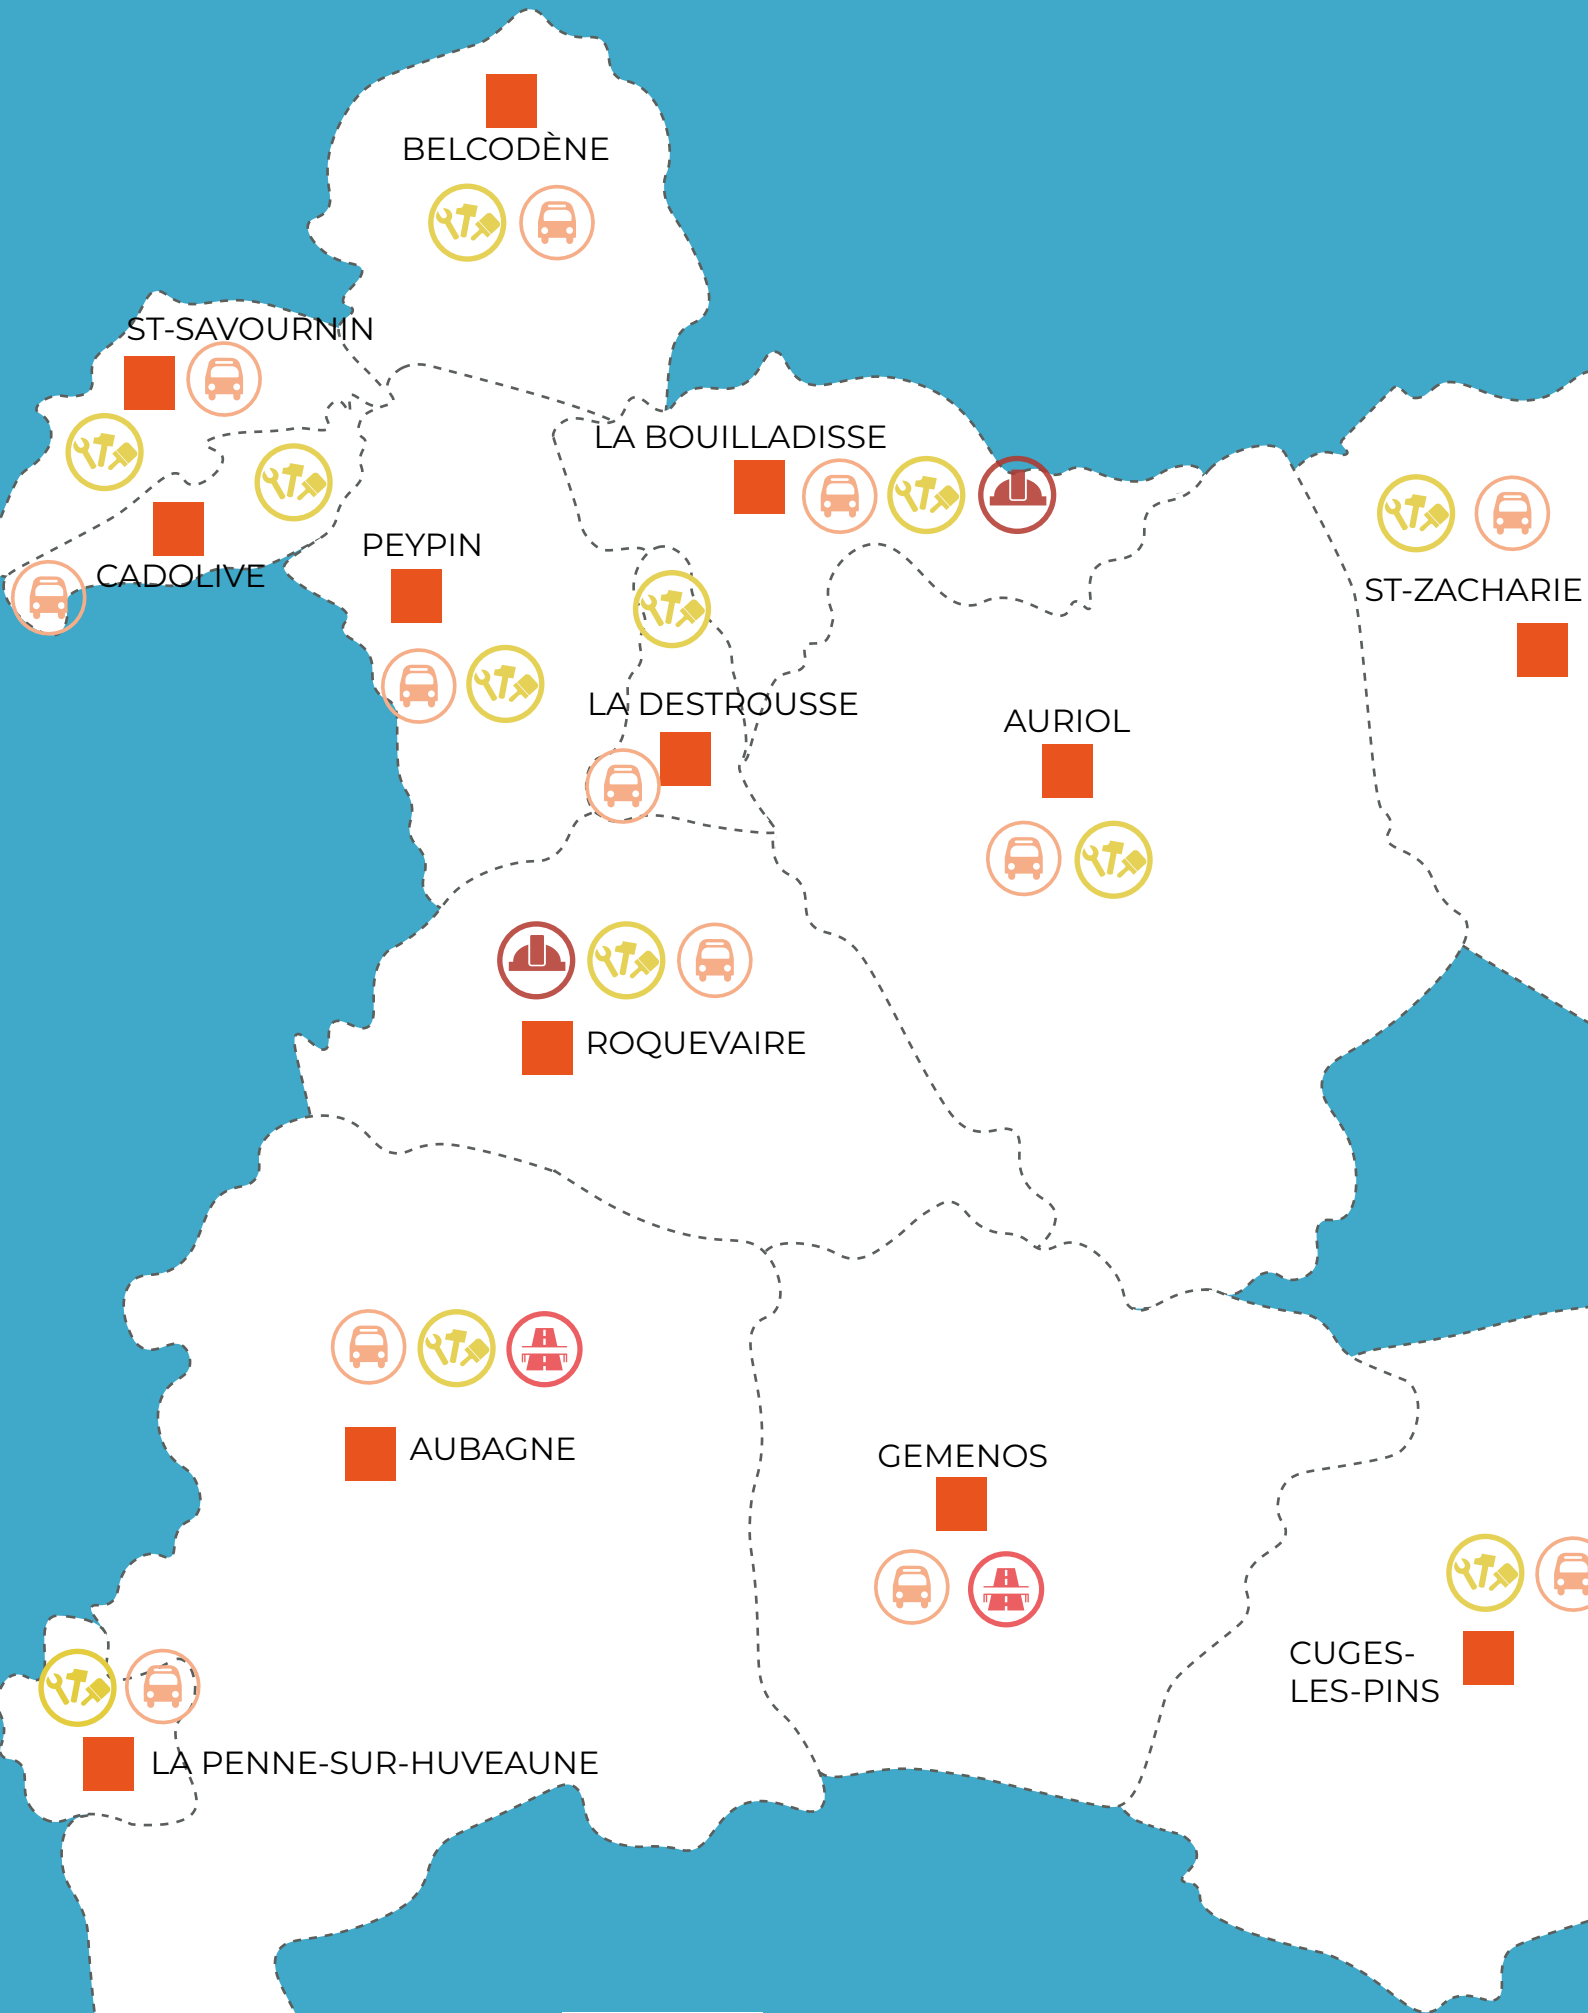 BELCODÈNE
ST-SAVOURNIN
LA BOUILLADISSE
PEYPIN
CADOLIVE
ST-ZACHARIE
LA DESTROUSSE
AURIOL
ROQUEVAIRE
AUBAGNE
GEMENOS
CUGES-
LES-PINS
LA PENNE-SUR-HUVEAUNE